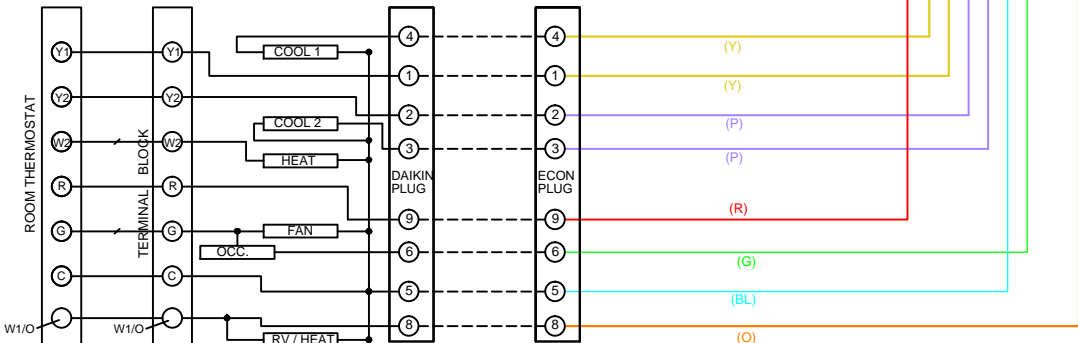 4 4
COOL 1 (Y)
Y1 Y1
1 1
(Y)
Y2 Y2
2 2
COOL 2 (P)
W2 W2
3 3
HEAT (P)
ROOM THERMOSTAT
TERMINAL BLOCK
DAIKIN
PLUG
ECON
PLUG
R R
(R)
9 9
G G FAN
OCC. 6 6
(G)
C C
5 5
(BL)
W1/O W1/O
8 8
RV / HEAT (O)